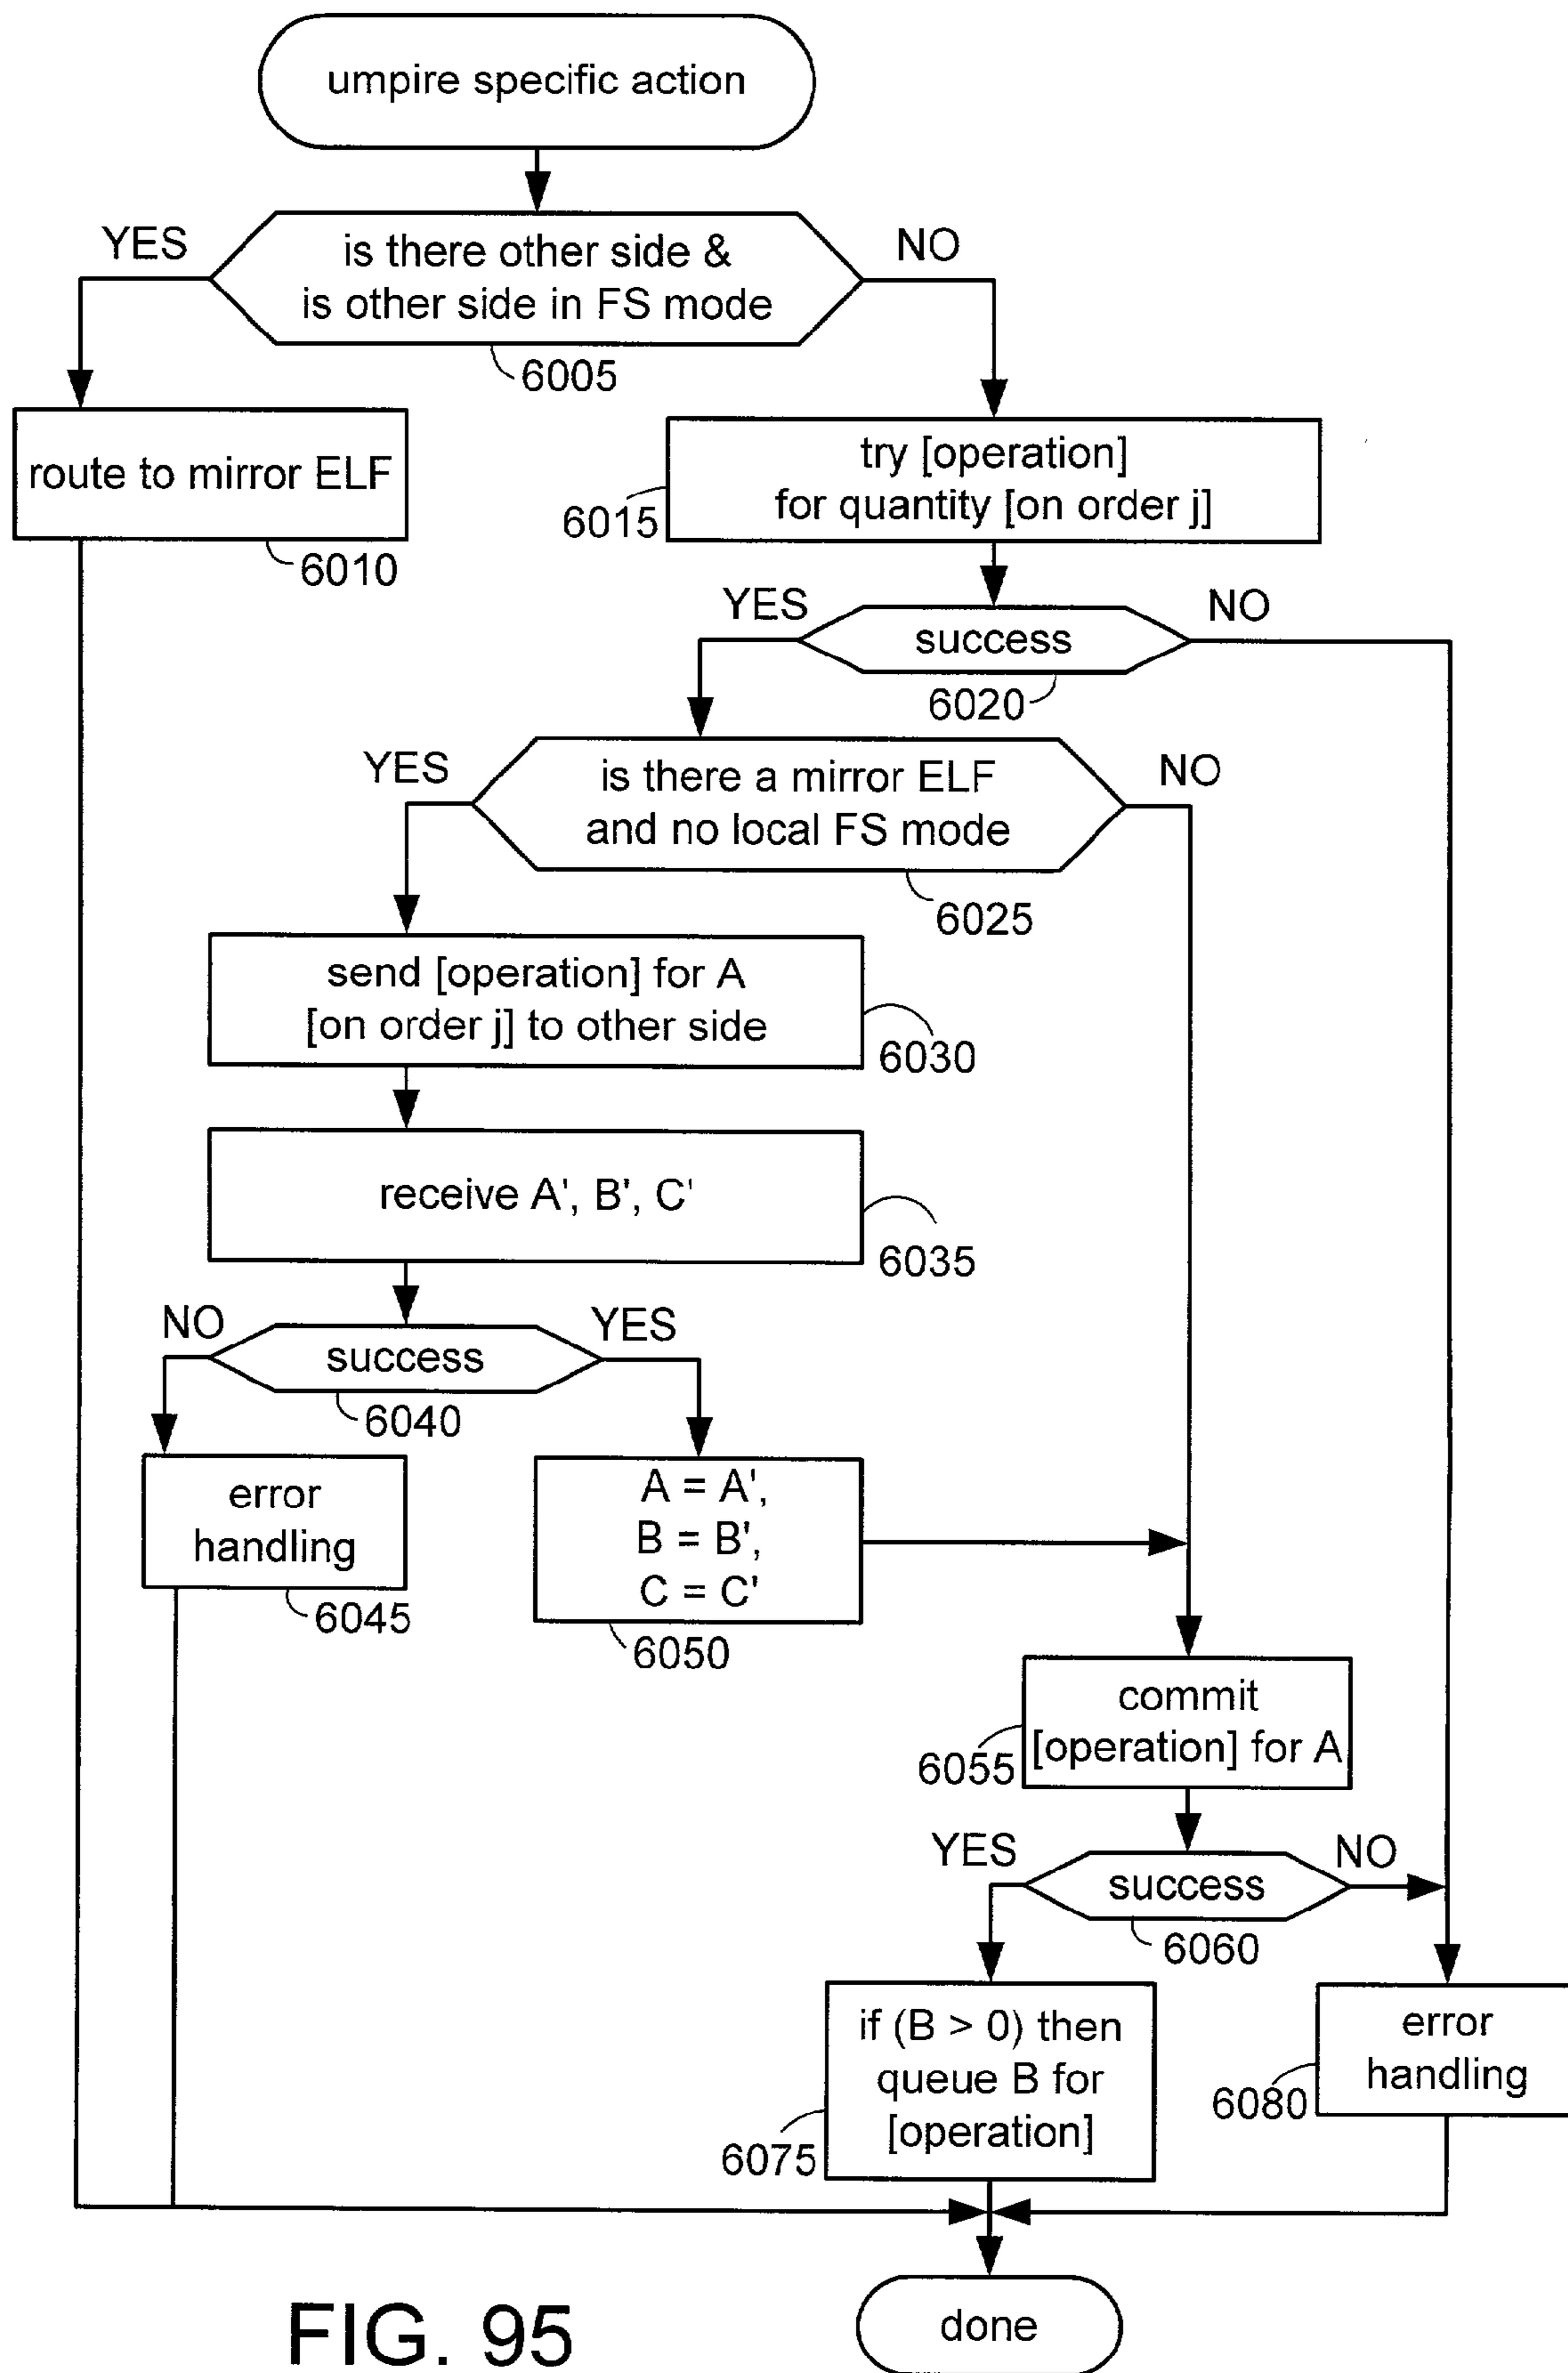 umpire specific action
YES
is there other side &
is other side in FS mode
NO
6005
route to mirror ELF
6010
try [operation]
for quantity [on order j]
6015
YES
success
NO
6020
YES
is there a mirror ELF
and no local FS mode
NO
6025
send [operation] for A
[on order j] to other side
6030
receive A', B', C'
6035
NO
success
YES
6040
error
handling
6045
A = A',
B = B',
C = C'
6050
commit
[operation] for A
6055
YES
success
NO
6060
if (B > 0) then
queue B for
[operation]
6075
error
handling
6080
done
FIG. 95